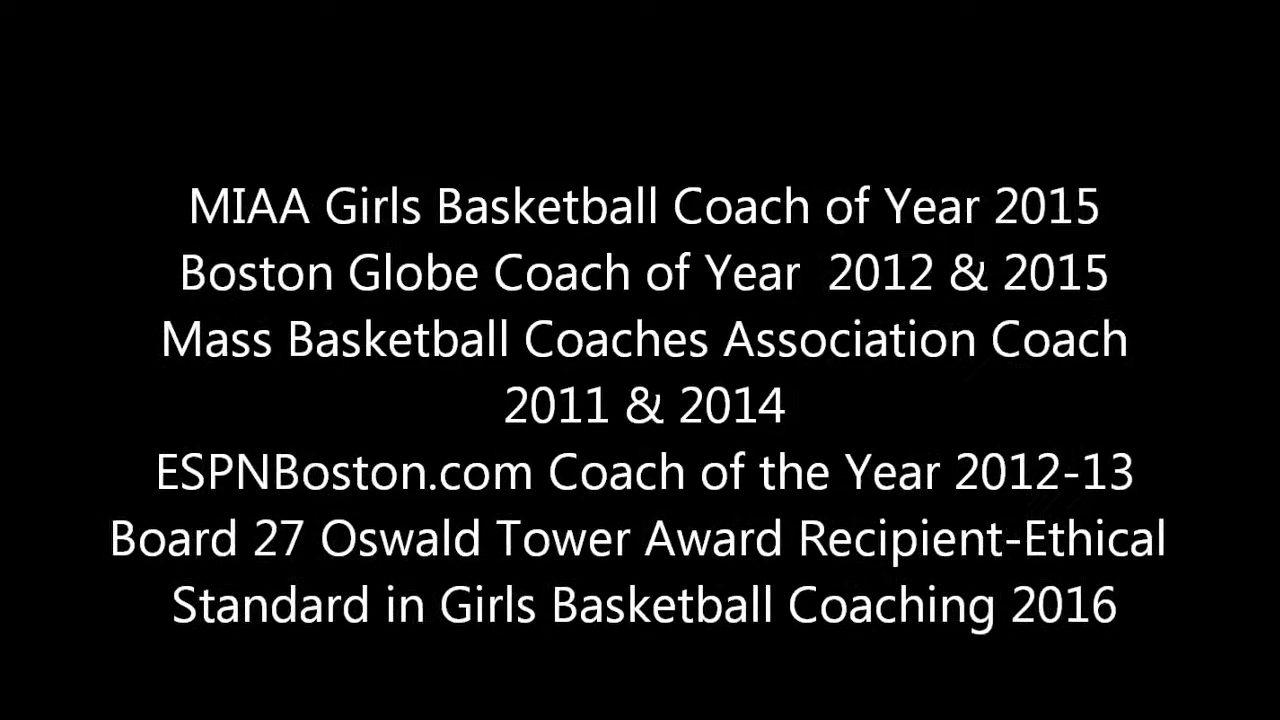 MIAA Girls Basketball Coach of Year 2015
Boston Globe Coach of Year  2012 & 2015
Mass Basketball Coaches Association Coach
2011 & 2014
ESPNBoston.com Coach of the Year 2012-13
Board 27 Oswald Tower Award Recipient-Ethical
Standard in Girls Basketball Coaching 2016